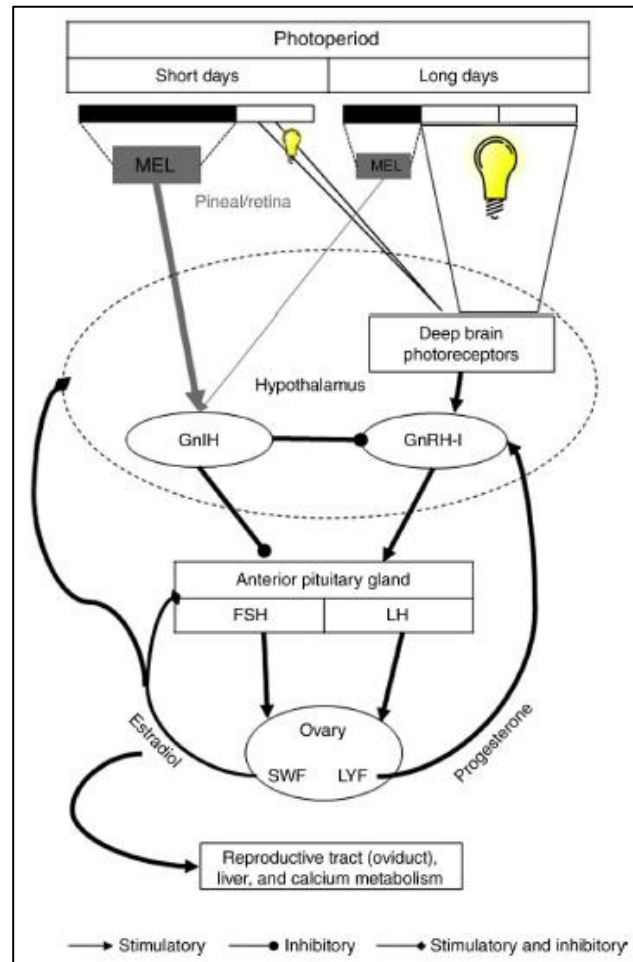 Photoperiod
Short days
Long days
MEL
MEL
Pineal/retina
Deep brain
photoreceptors
Hypothalamus
GnIH
GnRH-I
Anterior pituitary gland
FSH
LH
Ovary
SWF
LYF
Estradiol
Progesterone
Reproductive tract (oviduct),
liver, and calcium metabolism
Stimulatory
Inhibitory
Stimulatory and inhibitory